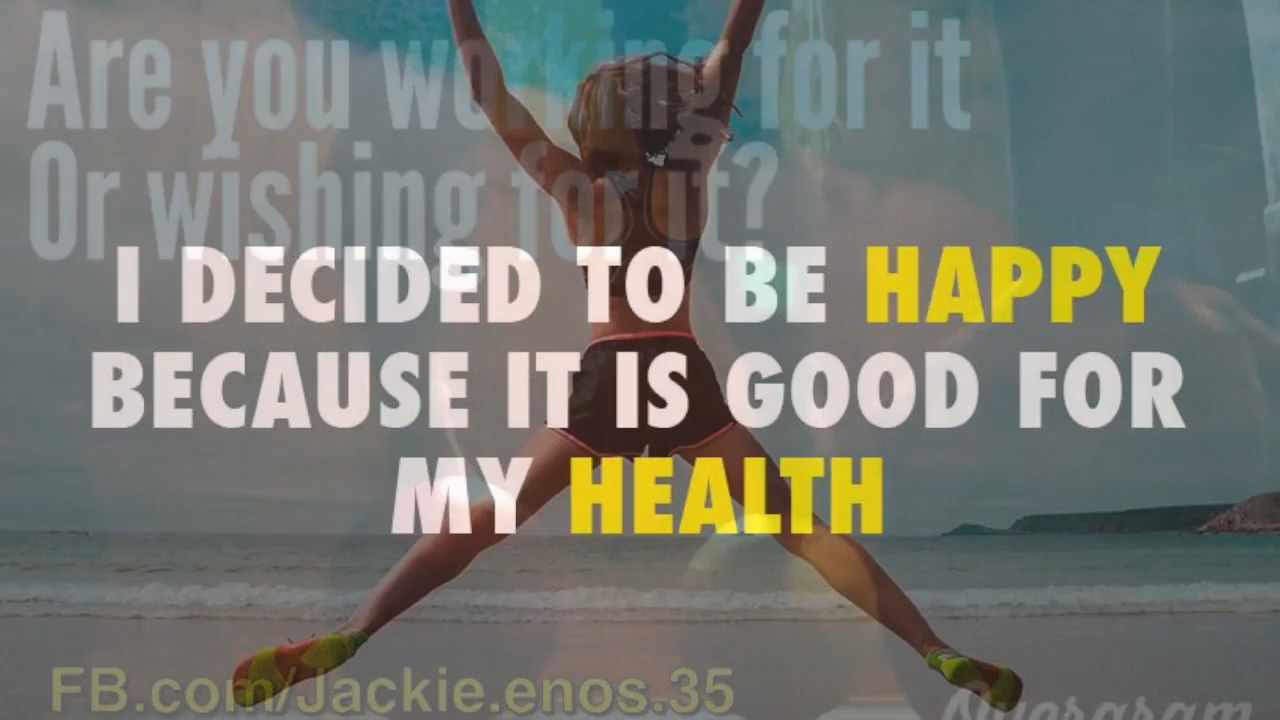 Are you working for it
Or wishing for it?
I DECIDED TO BE HAPPY
BECAUSE IT IS GOOD FOR
MY HEALTH
FB.com/Jackie.enos.35